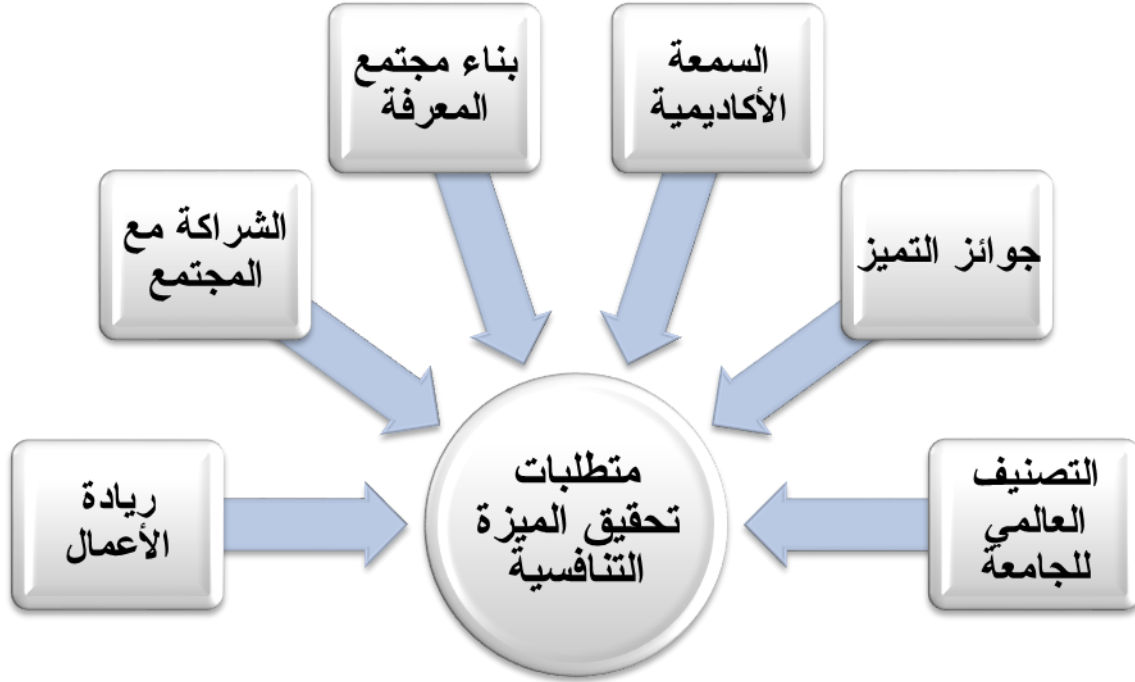 السمعة
الأكاديمية
بناء مجتمع
المعرفة
جوائز التميز
الشراكة مع
المجتمع
التصنيف
العالمي
للجامعة
متطلبات
تحقيق الميزة
التنافسية
ريادة
الأعمال